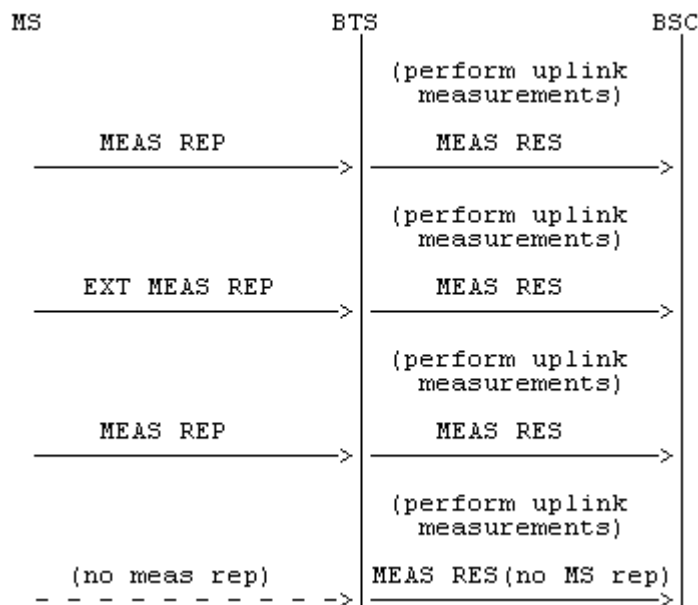 MS BTS BSC
(perform uplink
measurements)
MEAS REP MEAS RES
(perform uplink
measurements)
EXT MEAS REP MEAS RES
(perform uplink
measurements)
MEAS REP MEAS RES
(perform uplink
measurements)
(no meas rep) MEAS RES(no MS rep)